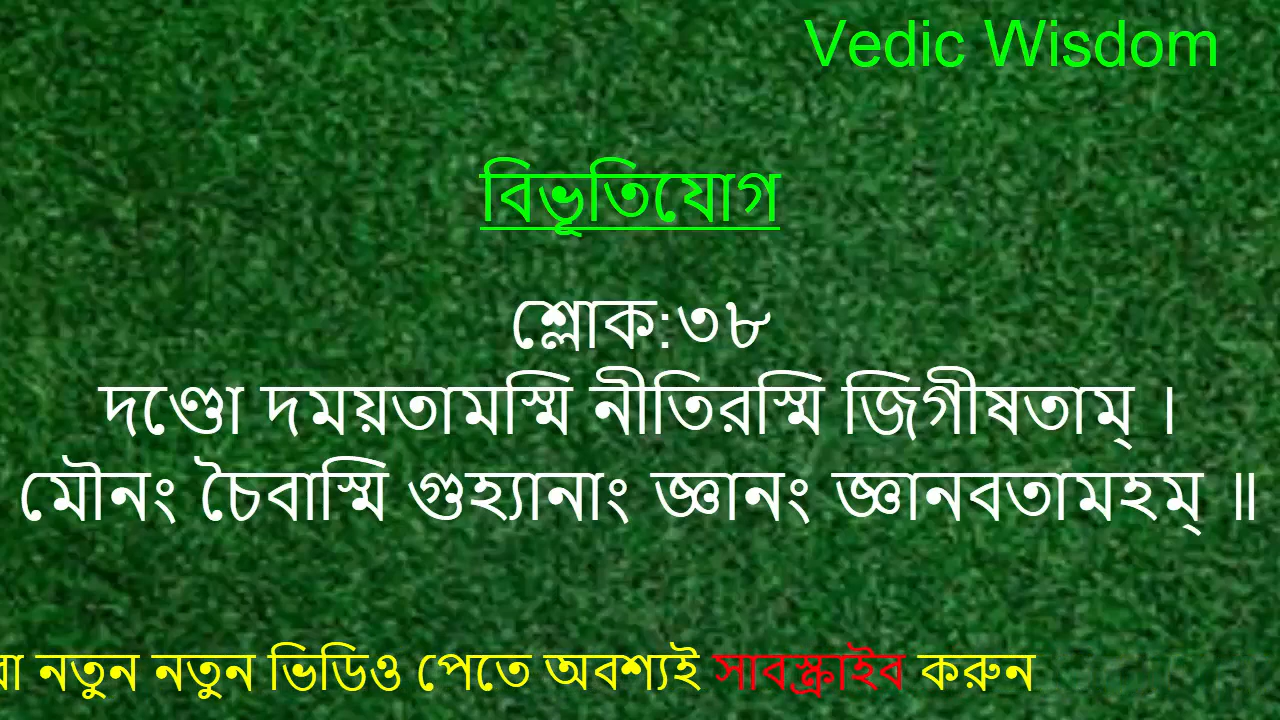 Vedic Wisdom
বিভূতিযোগ
শ্লোক:৩৮
দণ্ডো দময়তামস্মি নীতিরস্মি জিগীষতাম্ ।
মৌনং চৈবাস্মি গুহ্যানাং জ্ঞানং জ্ঞানবতামহম্ ॥
নতুন নতুন ভিডিও পেতে অবশ্যই সাবস্ক্রাইব করুন